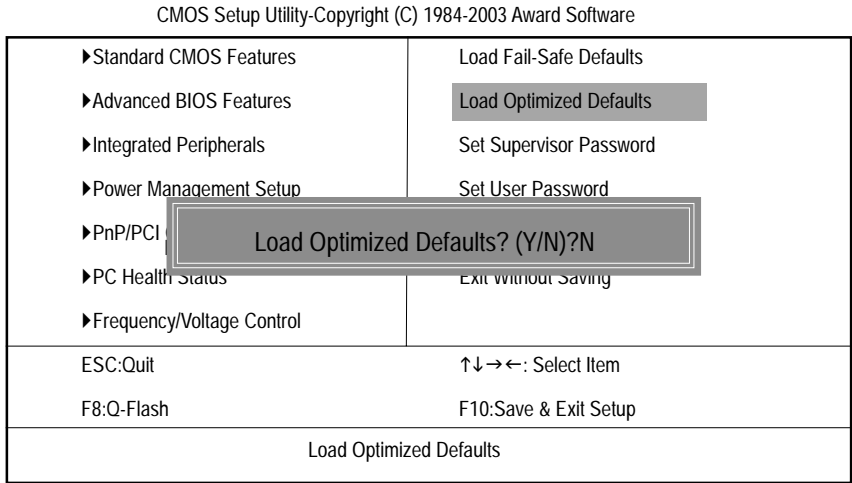 CMOS Setup Utility-Copyright (C) 1984-2003 Award Software
▶Standard CMOS Features
Load Fail-Safe Defaults
▶Advanced BIOS Features
Load Optimized Defaults
▶Integrated Peripherals
Set Supervisor Password
▶Power Management Setup
Set User Password
▶PnP/PCI
Load Optimized Defaults? (Y/N)?N
▶PC Health Status
Exit Without Saving
▶Frequency/Voltage Control
ESC:Quit
↑↓→←: Select Item
F8:Q-Flash
F10:Save & Exit Setup
Load Optimized Defaults